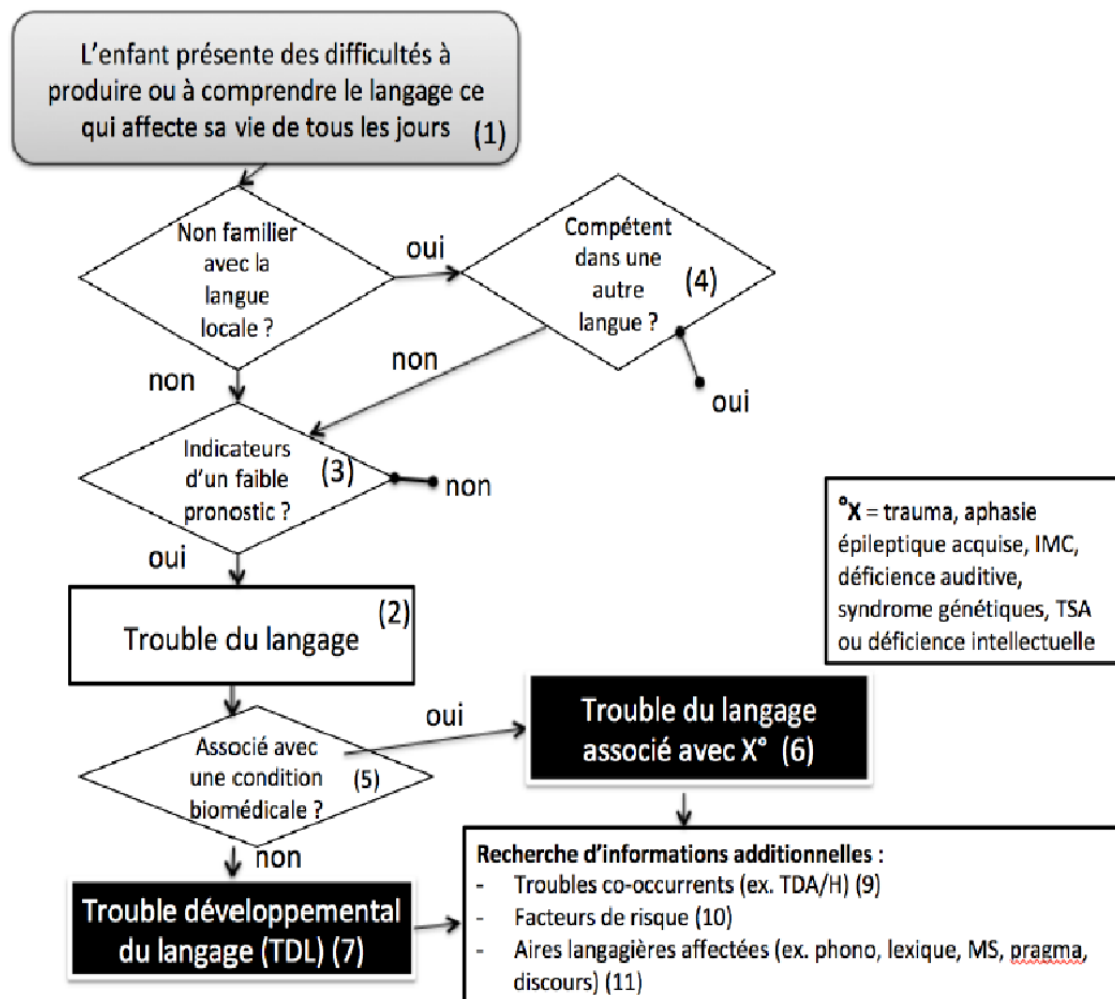 L'enfant présente des difficultés à
produire ou à comprendre le langage ce
qui affecte sa vie de tous les jours (1)
Non familier
avec la
langue
locale ?
oui
Compétent
dans une
autre
langue ?
(4)
non
non
oui
Indicateurs
d'un faible
pronostic ?
(3)
non
oui
°X = trauma, aphasie
épileptique acquise, IMC,
déficience auditive,
syndrome génétiques, TSA
ou déficience intellectuelle
Trouble du langage
(2)
Associé avec
une condition
biomédicale ?
(5)
oui
Trouble du langage
associé avec X° (6)
non
Trouble développemental
du langage (TDL) (7)
Recherche d'informations additionnelles :
- Troubles co-occurrents (ex. TDA/H) (9)
- Facteurs de risque (10)
- Aires langagières affectées (ex. phono, lexique, MS, pragma,
discours) (11)